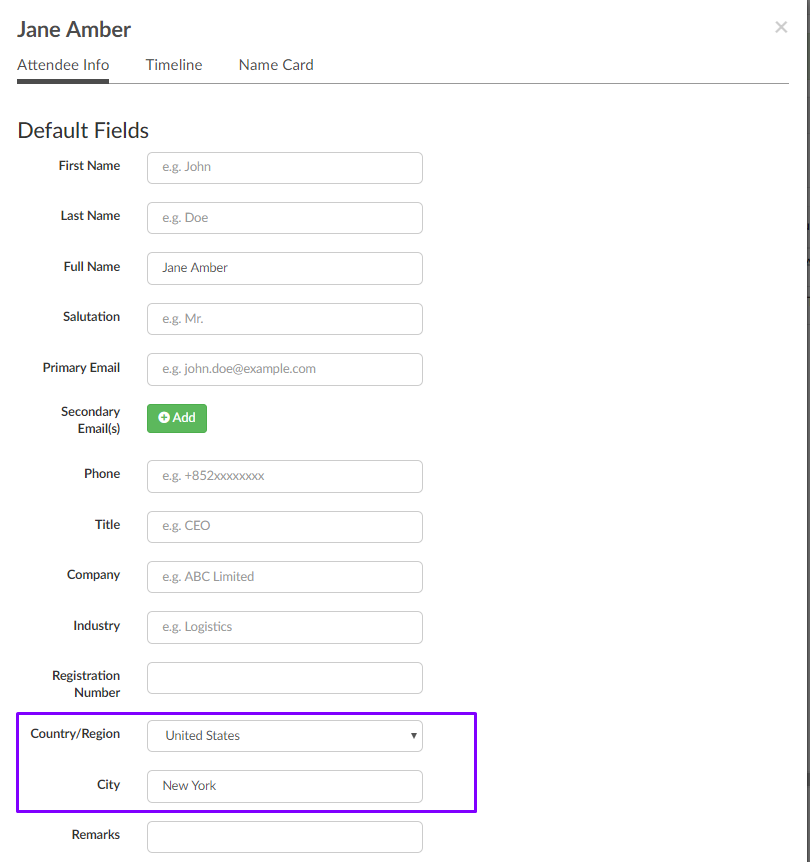 Jane Amber
×
Attendee Info Timeline Name Card
Default Fields
First Name e.g. John
Last Name e.g. Doe
Full Name Jane Amber
Salutation e.g. Mr.
Primary Email e.g. john.doe@example.com
Secondary
Email(s)
Add
Phone e.g. +852xxxxxxxx
Title e.g. CEO
Company e.g. ABC Limited
Industry e.g. Logistics
Registration
Number
Country/Region United States
City New York
Remarks